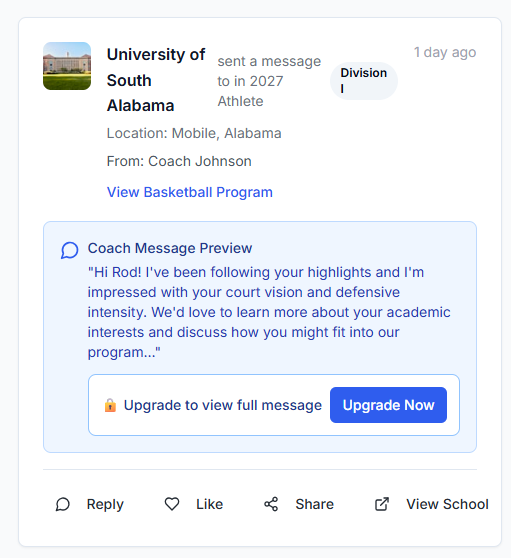 University of
South
Alabama
sent a message
to in 2027
Athlete
Division
I
1 day ago
Location: Mobile, Alabama
From: Coach Johnson
View Basketball Program
Coach Message Preview
"Hi Rod! I've been following your highlights and I'm
impressed with your court vision and defensive
intensity. We'd love to learn more about your academic
interests and discuss how you might fit into our
program..."
Upgrade to view full message
Upgrade Now
Reply
Like
Share
View School